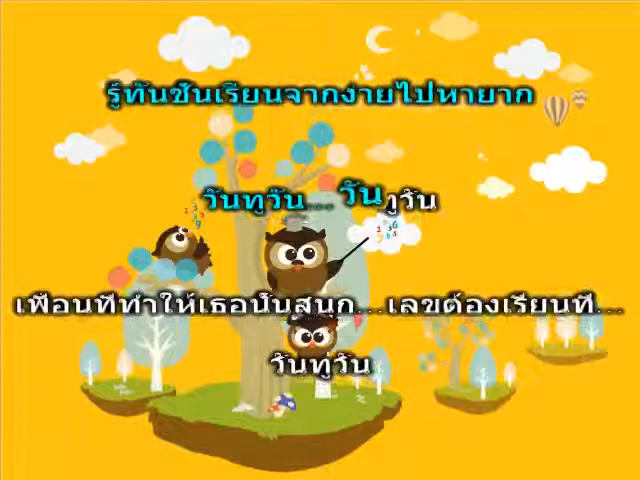 รู้ทันชั้นเรียนจากง่ายไปหายาก
วันทูวัน... วันทูวัน
เพื่อนที่ทำให้เธอนั้นสนุก...เลขต้องเรียนที่...
วันทูวัน